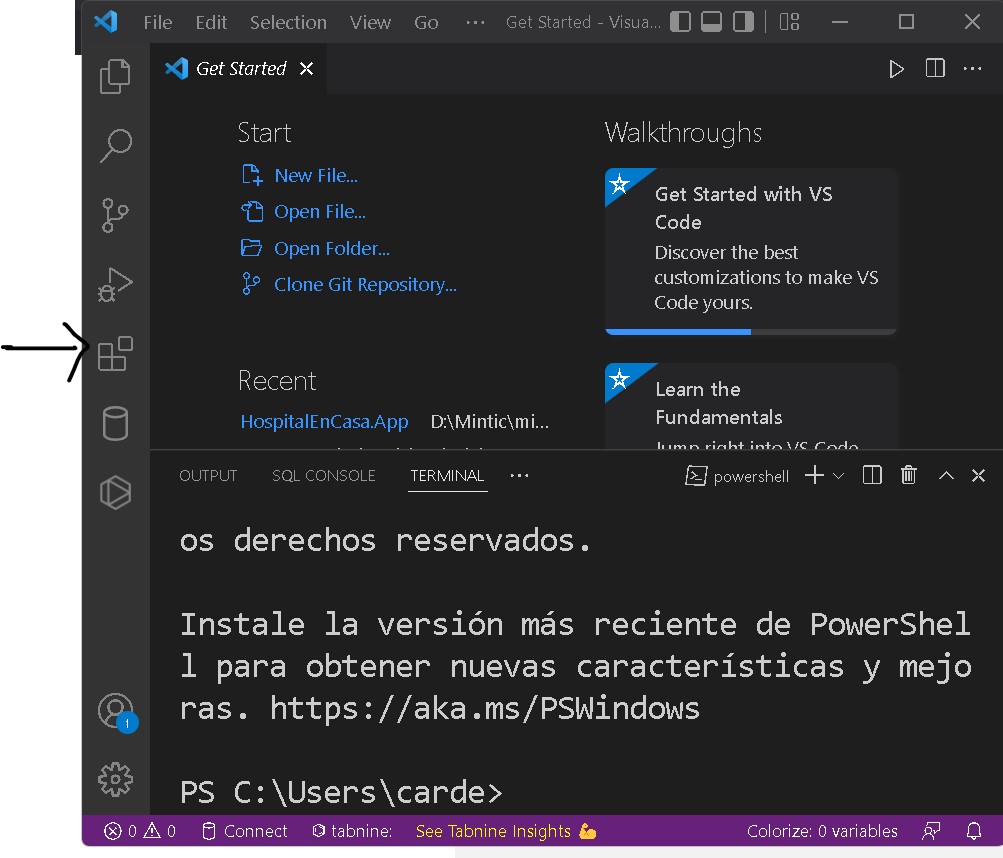 File Edit Selection View Go ··· Get Started - Visua...
Get Started
Start
New File...
Open File...
Open Folder...
Clone Git Repository...
Recent
HospitalEnCasa.App D:\Mintic\mi...
Walkthroughs
Get Started with VS
Code
Discover the best
customizations to make VS
Code yours.
Learn the
Fundamentals
Jump right into VS Code
OUTPUT SQL CONSOLE TERMINAL ··· powershell
os derechos reservados.
Instale la versión más reciente de PowerShel
l para obtener nuevas características y mejo
ras. https://aka.ms/PSWindows
PS C:\Users\carde>
1
0 0 Connect tabnine: See Tabnine Insights 💪 Colorize: 0 variables